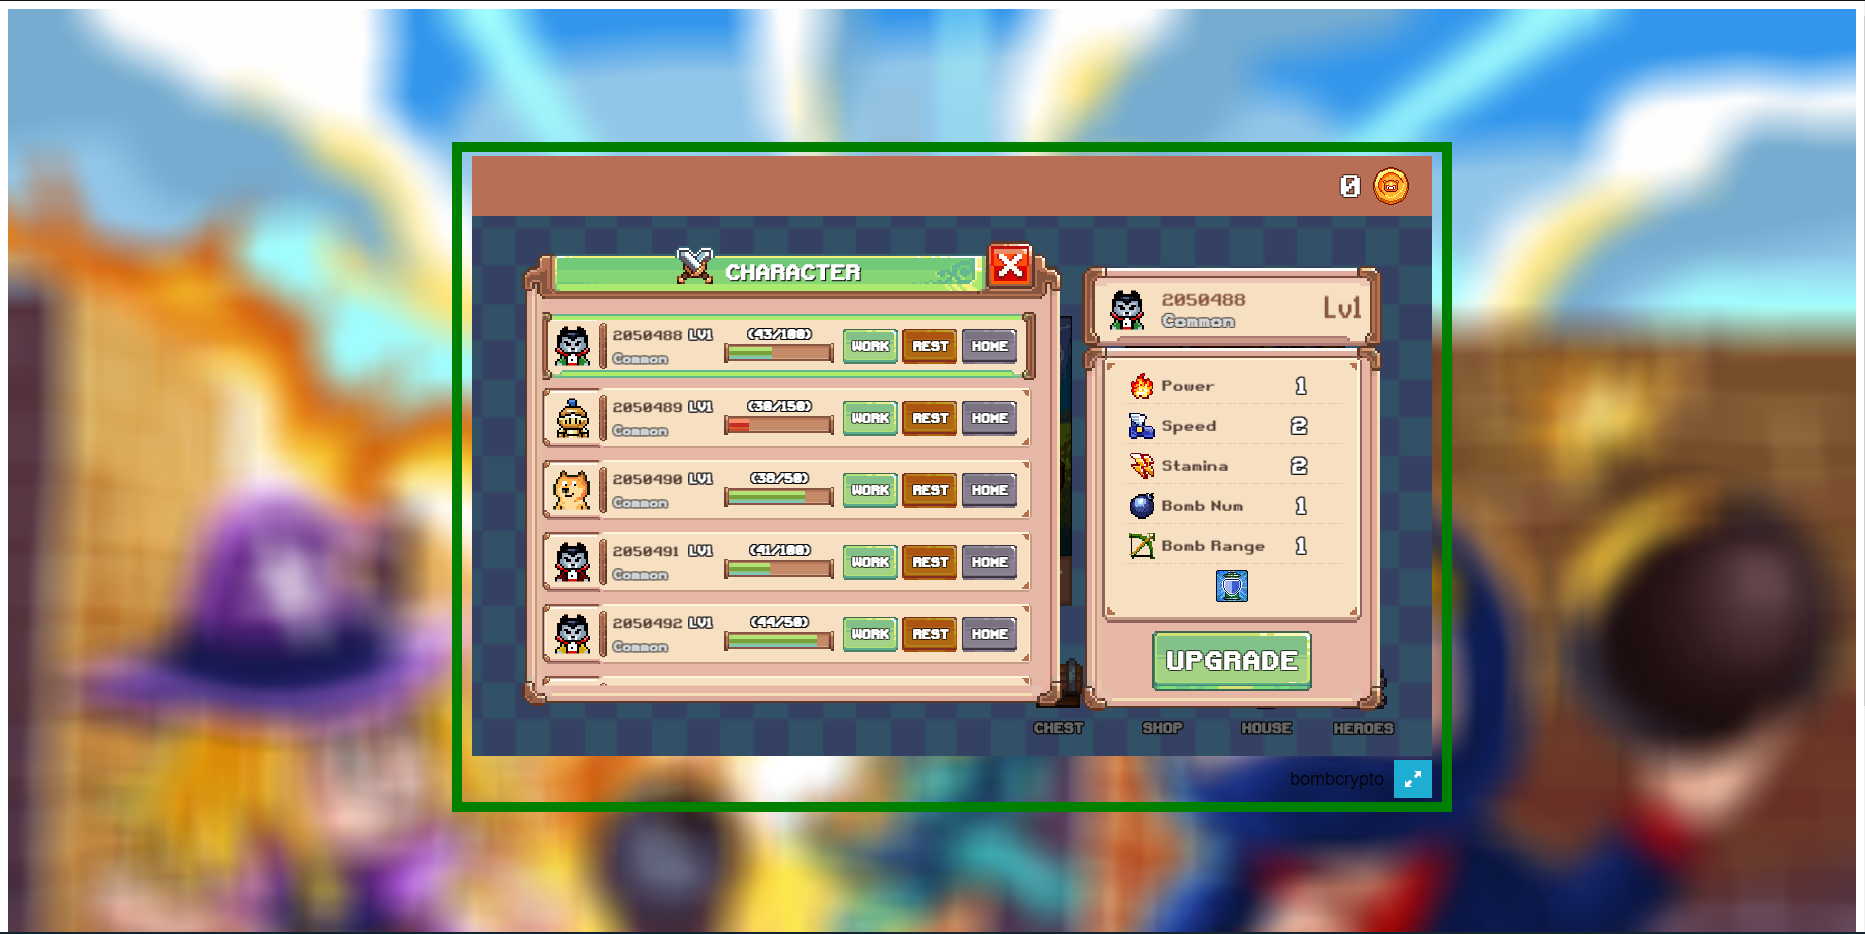 0
CHARACTER
2050488 LV1 (43/100) WORK REST HOME
Common
2050489 LV1 (30/150) WORK REST HOME
Common
2050490 LV1 (38/50) WORK REST HOME
Common
2050491 LV1 (41/100) WORK REST HOME
Common
2050492 LV1 (44/50) WORK REST HOME
Common
2050488 Lv1
Common
Power 1
Speed 2
Stamina 2
Bomb Num 1
Bomb Range 1
UPGRADE
CHEST SHOP HOUSE HEROES
bombcrypto